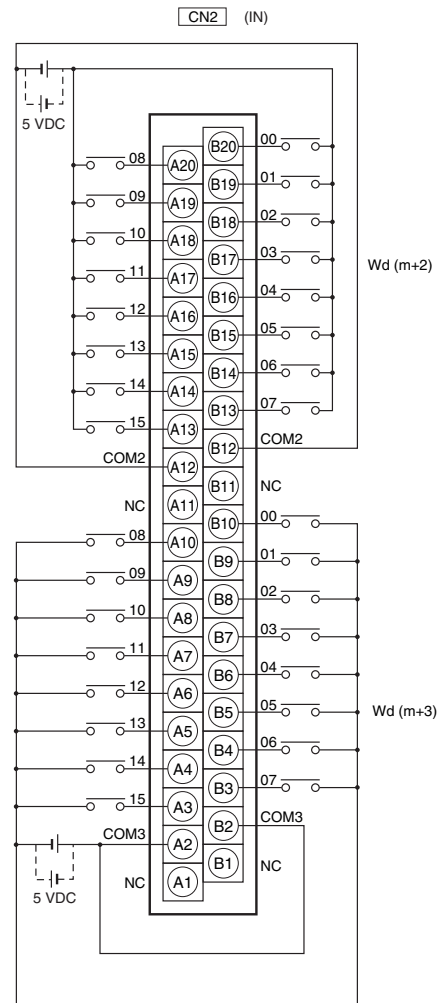 CN2 (IN)
5 VDC
08 A20 B20 00
09 A19 B19 01
10 A18 B18 02
11 A17 B17 03
Wd (m+2)
12 A16 B16 04
13 A15 B15 05
14 A14 B14 06
15 A13 B13 07
COM2 A12 B12 COM2
NC A11 B11 NC
08 A10 B10 00
09 A9 B9 01
10 A8 B8 02
11 A7 B7 03
12 A6 B6 04
13 A5 B5 05
Wd (m+3)
14 A4 B4 06
15 A3 B3 07
COM3 A2 B2 COM3
NC A1 B1 NC
5 VDC